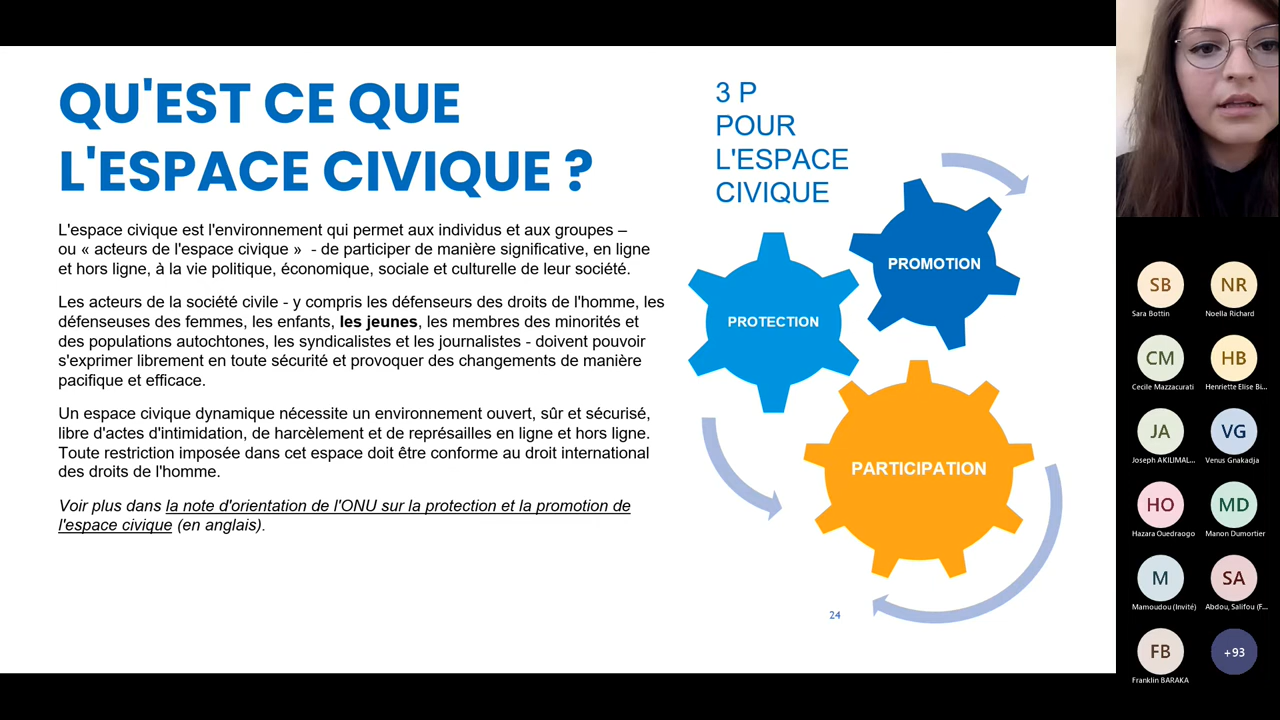 QU'EST CE QUE
L'ESPACE CIVIQUE ?
L'espace civique est l'environnement qui permet aux individus et aux groupes –
ou « acteurs de l'espace civique » - de participer de manière significative, en ligne
et hors ligne, à la vie politique, économique, sociale et culturelle de leur société.
Les acteurs de la société civile - y compris les défenseurs des droits de l'homme, les
défenseuses des femmes, les enfants, les jeunes, les membres des minorités et
des populations autochtones, les syndicalistes et les journalistes - doivent pouvoir
s'exprimer librement en toute sécurité et provoquer des changements de manière
pacifique et efficace.
Un espace civique dynamique nécessite un environnement ouvert, sûr et sécurisé,
libre d'actes d'intimidation, de harcèlement et de représailles en ligne et hors ligne.
Toute restriction imposée dans cet espace doit être conforme au droit international
des droits de l'homme.
Voir plus dans la note d'orientation de l'ONU sur la protection et la promotion de
l'espace civique (en anglais).
3 P
POUR
L'ESPACE
CIVIQUE
PROMOTION
PROTECTION
PARTICIPATION
24
SB
NR
Sara Bottin
Noella Richard
CM
HB
Cecile Mazzacurati
Henriette Elise Bi...
JA
VG
Joseph AKILIMAL...
Venus Gnakadja
HO
MD
Hazara Ouedraogo
Manon Dumortier
M
SA
Mamoudou (Invité)
Abdou, Salifou (F...
FB
+93
Franklin BARAKA